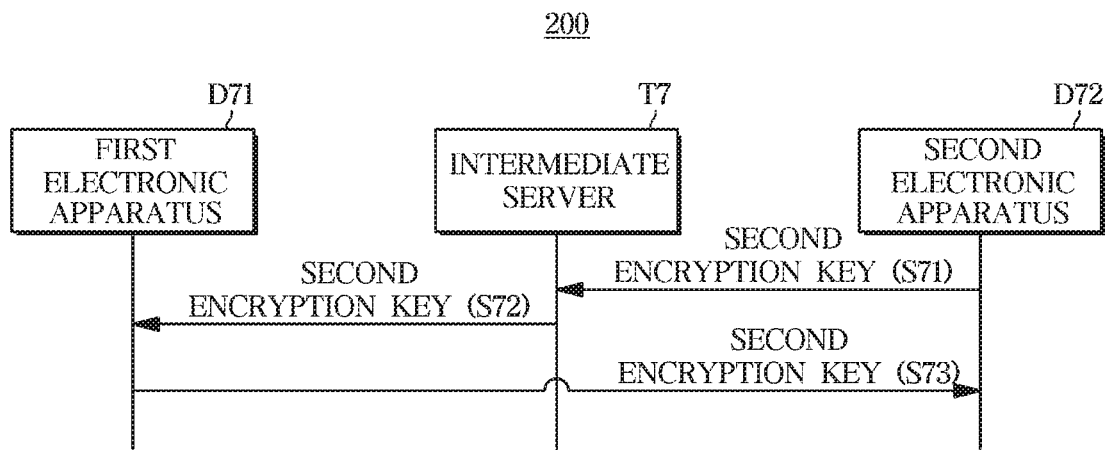 200
D71
T7
D72
FIRST
ELECTRONIC
APPARATUS
INTERMEDIATE
SERVER
SECOND
ELECTRONIC
APPARATUS
SECOND
ENCRYPTION KEY (S71)
SECOND
ENCRYPTION KEY (S72)
SECOND
ENCRYPTION KEY (S73)